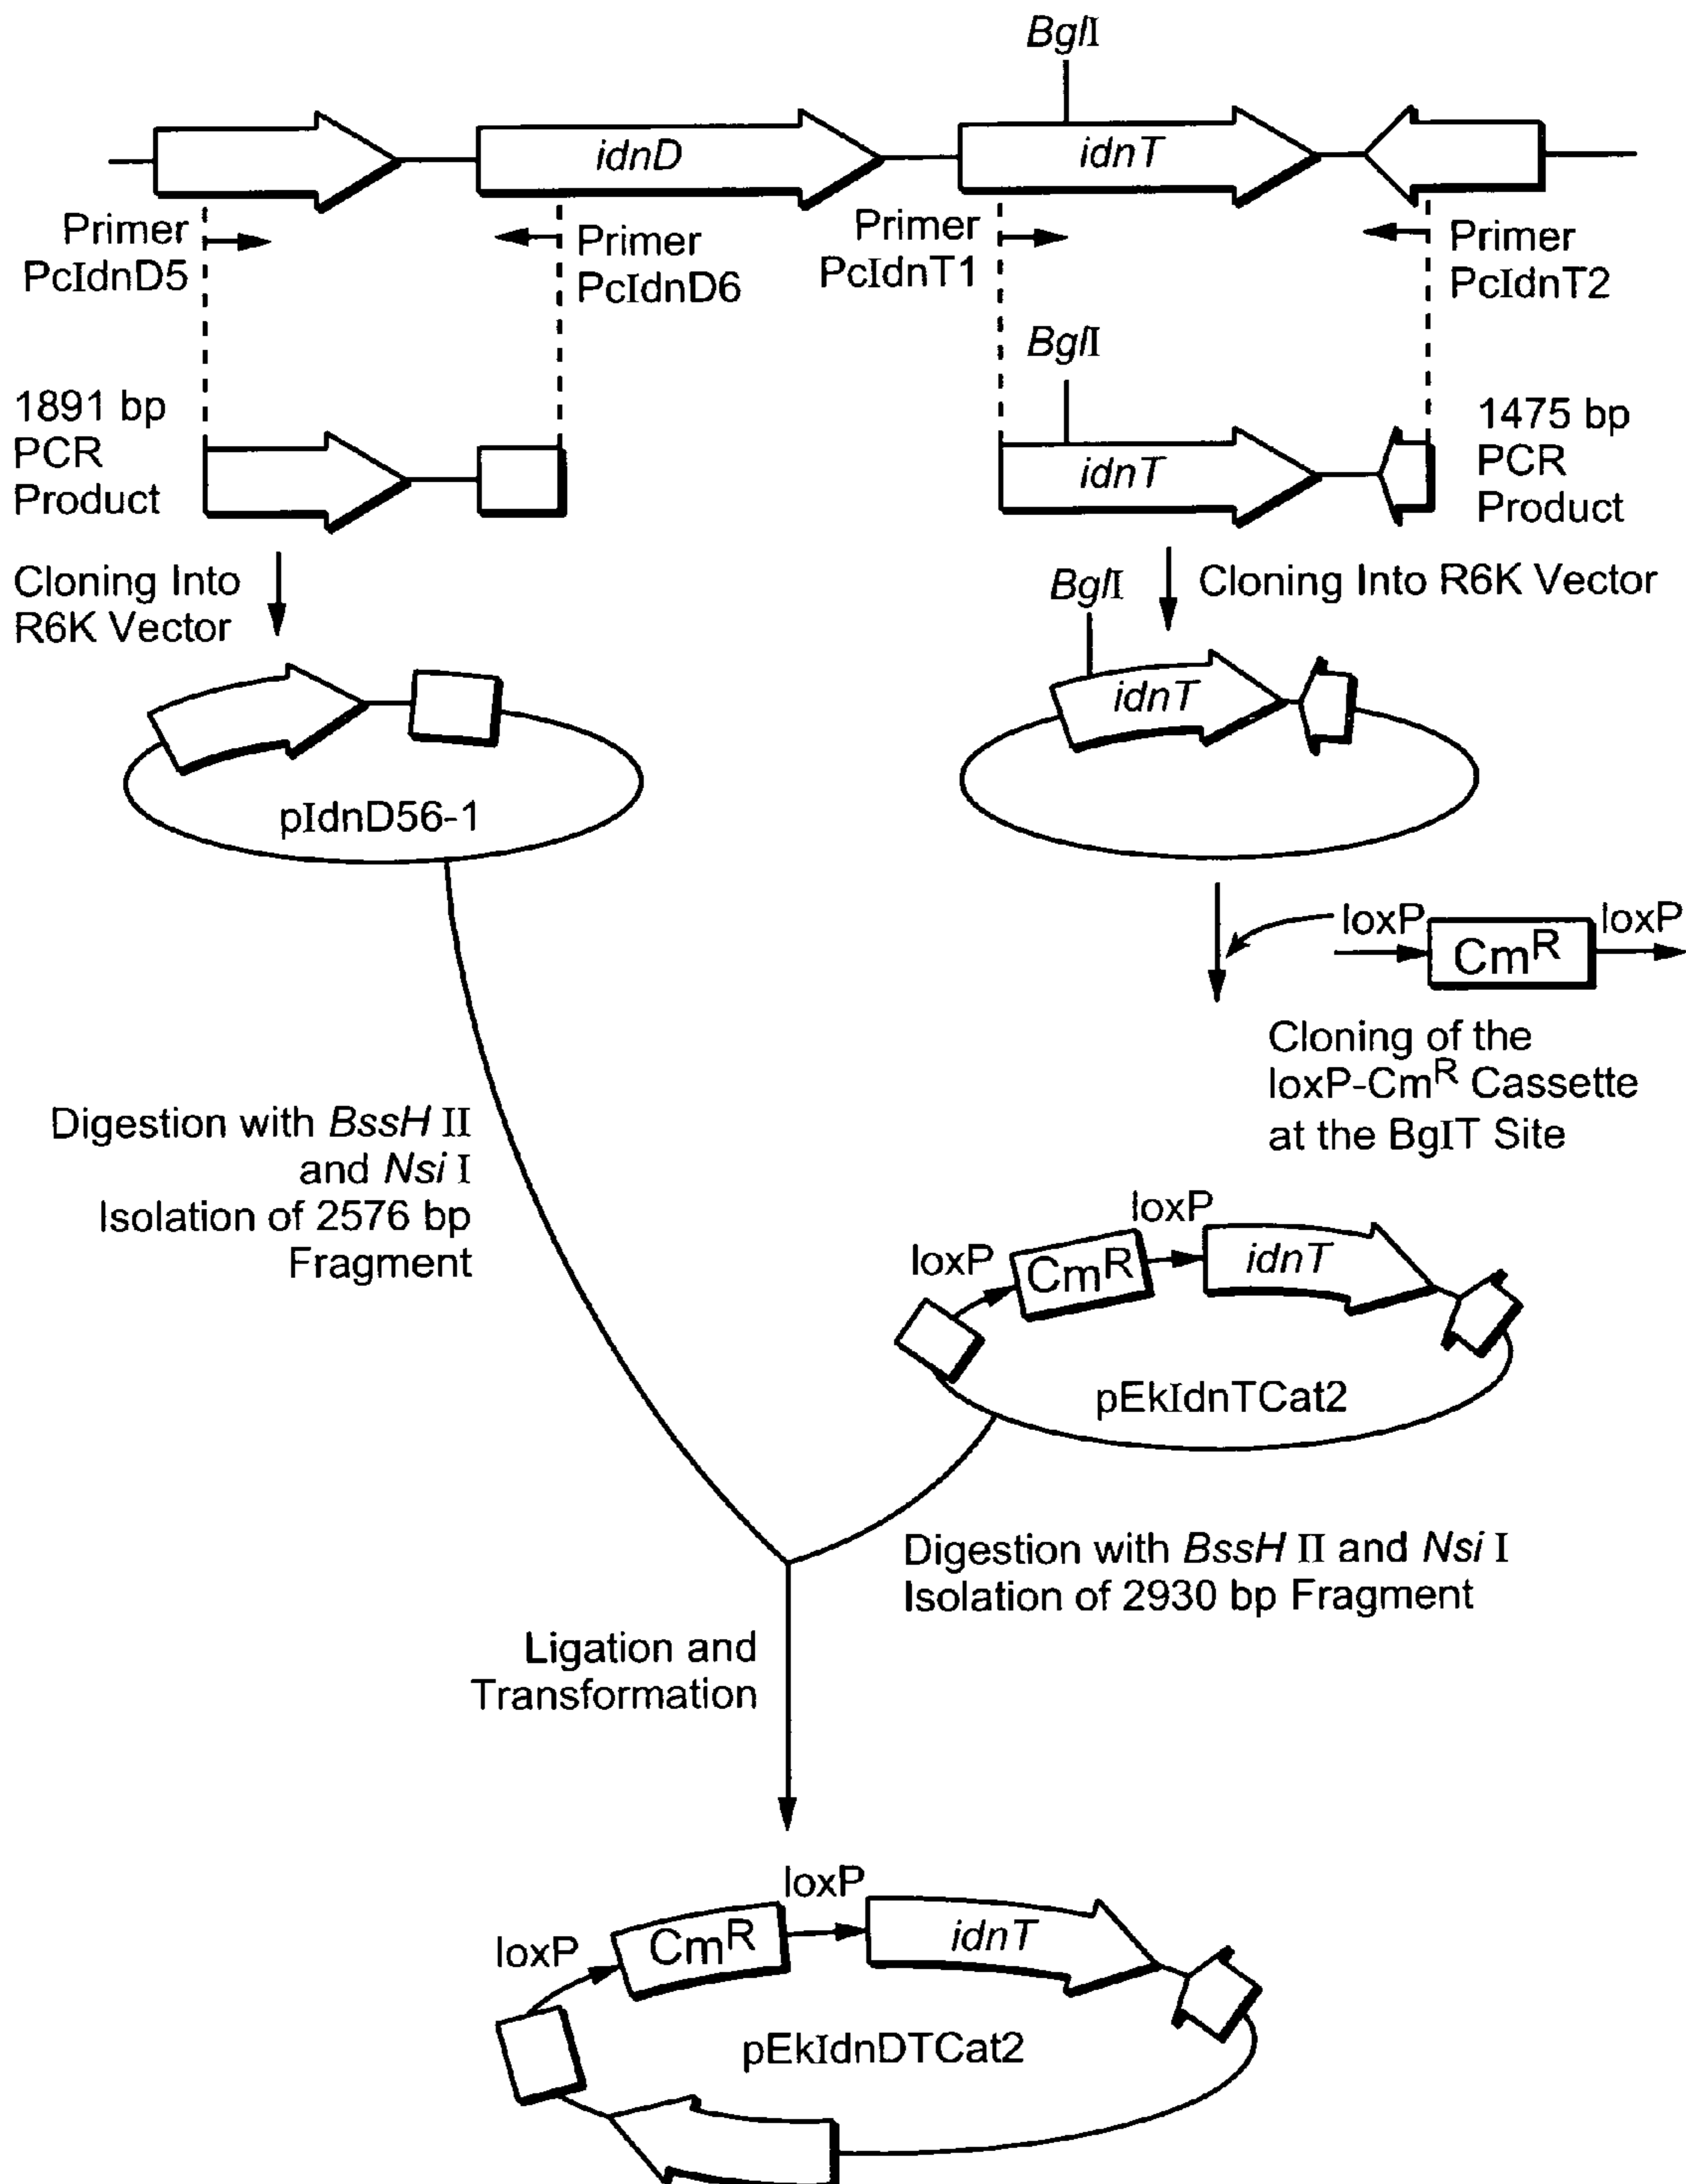 BglI
idnD
idnT
Primer
PcIdnD5
Primer
PcIdnD6
Primer
PcIdnT1
Primer
PcIdnT2
BglI
1891 bp
PCR
Product
idnT
1475 bp
PCR
Product
Cloning Into
R6K Vector
BglI
Cloning Into R6K Vector
idnT
pIdnD56-1
loxP
CmR
loxP
Cloning of the
loxP-CmR Cassette
at the BgIT Site
Digestion with BssH II
and Nsi I
Isolation of 2576 bp
Fragment
loxP
loxP
CmR
idnT
pEkIdnTCat2
Digestion with BssH II and Nsi I
Isolation of 2930 bp Fragment
Ligation and
Transformation
loxP
loxP
CmR
idnT
pEkIdnDTCat2